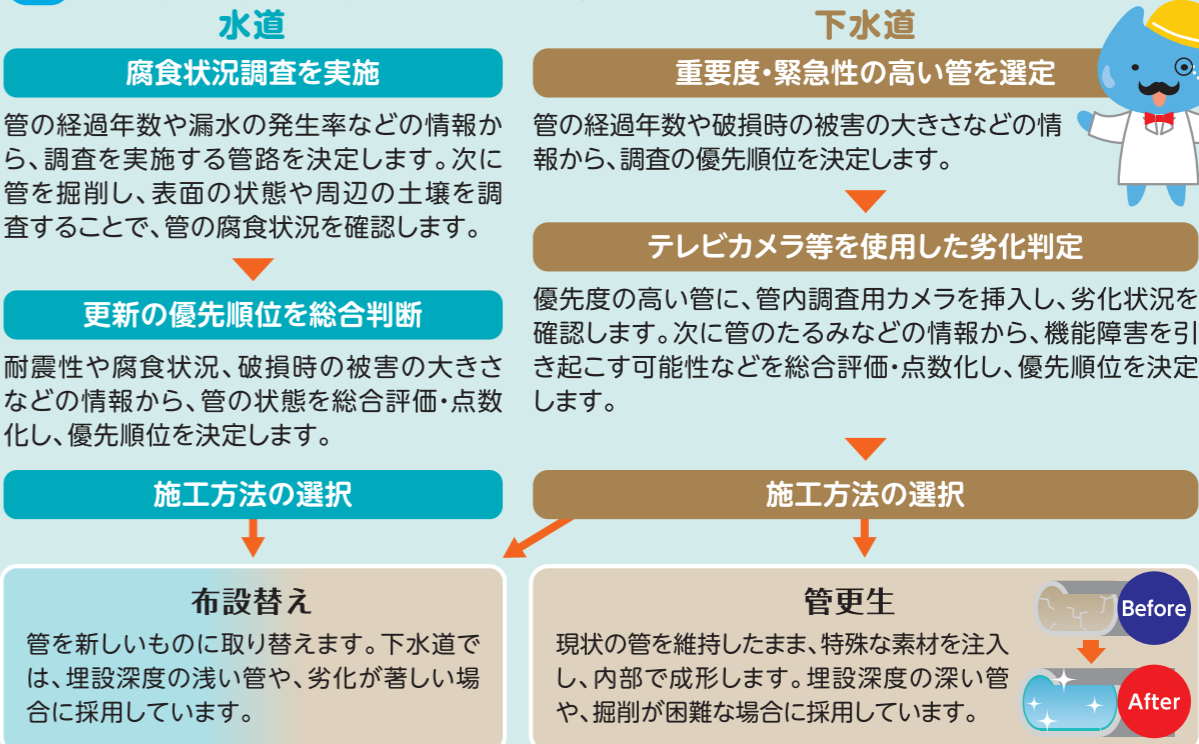 水道
腐食状況調査を実施
管の経過年数や漏水の発生率などの情報か
ら、調査を実施する管路を決定します。次に
管を掘削し、表面の状態や周辺の土壌を調
査することで、管の腐食状況を確認します。
更新の優先順位を総合判断
耐震性や腐食状況、破損時の被害の大きさ
などの情報から、管の状態を総合評価・点数
化し、優先順位を決定します。
施工方法の選択
下水道
重要度・緊急性の高い管を選定
管の経過年数や破損時の被害の大きさなどの情
報から、調査の優先順位を決定します。
テレビカメラ等を使用した劣化判定
優先度の高い管に、管内調査用カメラを挿入し、劣化状況を
確認します。次に管のたるみなどの情報から、機能障害を引
き起こす可能性などを総合評価・点数化し、優先順位を決定
します。
施工方法の選択
布設替え
管を新しいものに取り替えます。下水道で
は、埋設深度の浅い管や、劣化が著しい場
合に採用しています。
管更生
現状の管を維持したまま、特殊な素材を注入
し、内部で成形します。埋設深度の深い管
や、掘削が困難な場合に採用しています。
Before
After